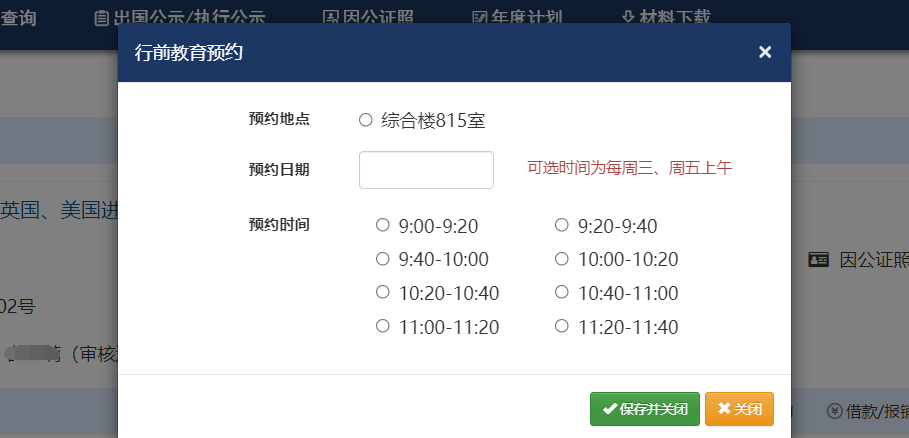 查询 出国公示/执行公示 因公证照 年度计划 材料下载
行前教育预约 ×
预约地点 综合楼815室
预约日期 可选时间为每周三、周五上午
英国、美国进
预约时间 9:00-9:20 9:20-9:40
9:40-10:00 10:00-10:20
因公证照
10:20-10:40 10:40-11:00
02号
11:00-11:20 11:20-11:40
(审核
保存并关闭 关闭
借款/报销